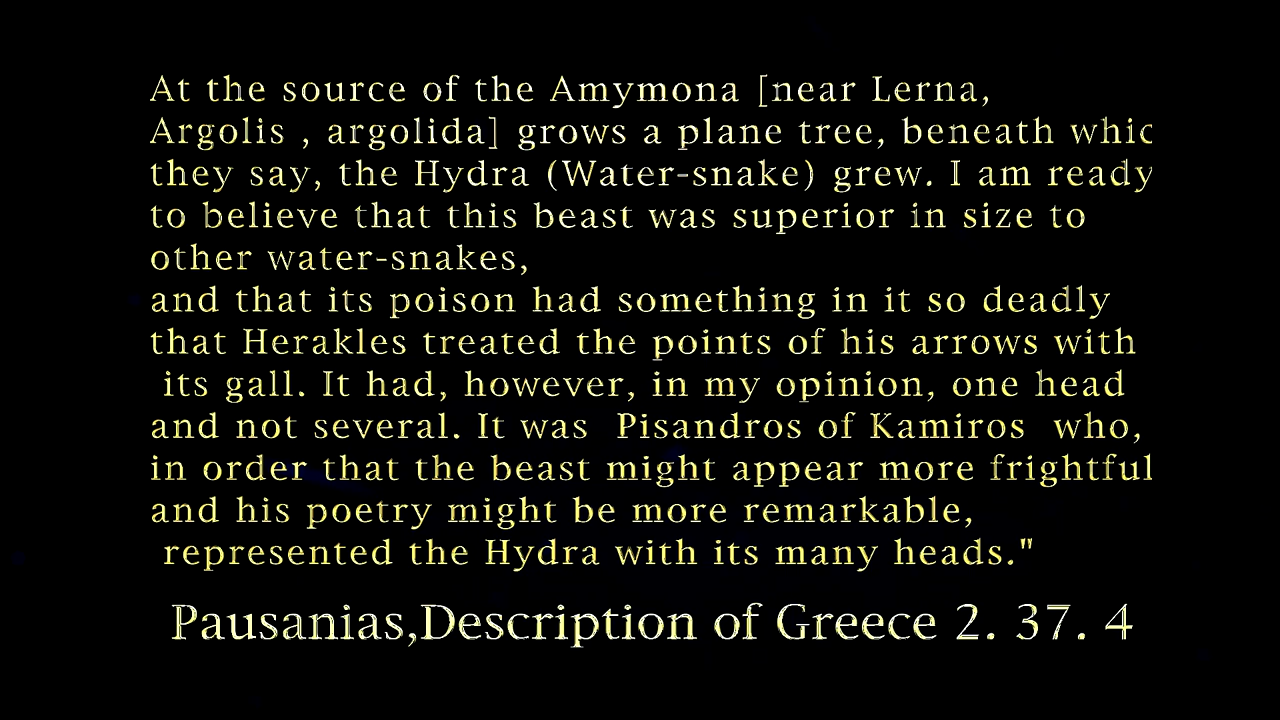 At the source of the Amymona [near Lerna,
Argolis , argolida] grows a plane tree, beneath whic
they say, the Hydra (Water-snake) grew. I am ready
to believe that this beast was superior in size to
other water-snakes,
and that its poison had something in it so deadly
that Herakles treated the points of his arrows with
its gall. It had, however, in my opinion, one head
and not several. It was  Pisandros of Kamiros  who,
in order that the beast might appear more frightful
and his poetry might be more remarkable,
represented the Hydra with its many heads."
Pausanias,Description of Greece 2. 37. 4